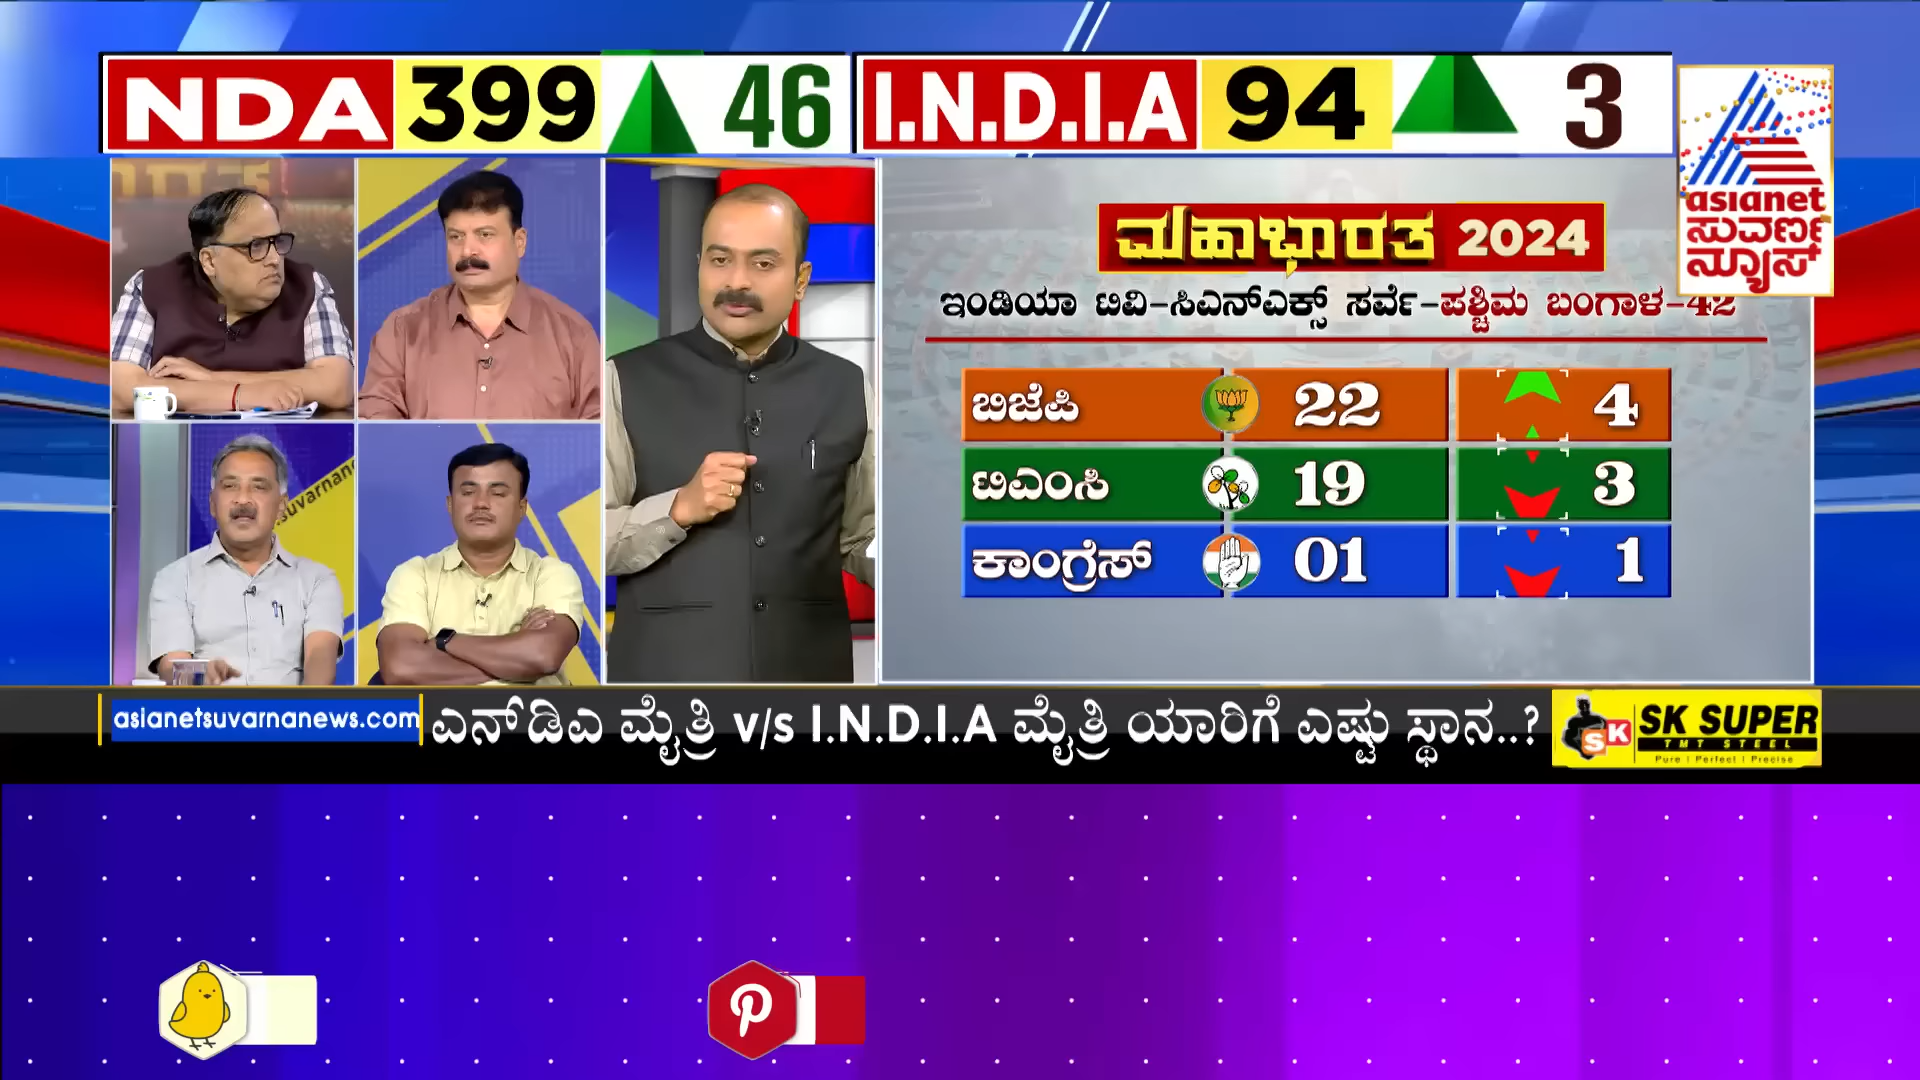 NDA 399 46 I.N.D.I.A 94 3
asianet
ಸುವರ್ಣ
ನ್ಯೂಸ್
ಮಹಾಭಾರತ 2024
ಇಂಡಿಯಾ ಟಿವಿ-ಸಿಎನ್ಎಕ್ಸ್ ಸರ್ವೆ-ಪಶ್ಚಿಮ ಬಂಗಾಳ-42
ಬಿಜೆಪಿ 22 4
ಟಿಎಂಸಿ 19 3
ಕಾಂಗ್ರೆಸ್ 01 1
asianetsuvarnanews.com ಎನ್‌ಡಿಎ ಮೈತ್ರಿ v/s I.N.D.I.A ಮೈತ್ರಿ ಯಾರಿಗೆ ಎಷ್ಟು ಸ್ಥಾನ..?
SK
SK SUPER
TMT STEEL
Pure | Perfect | Precise